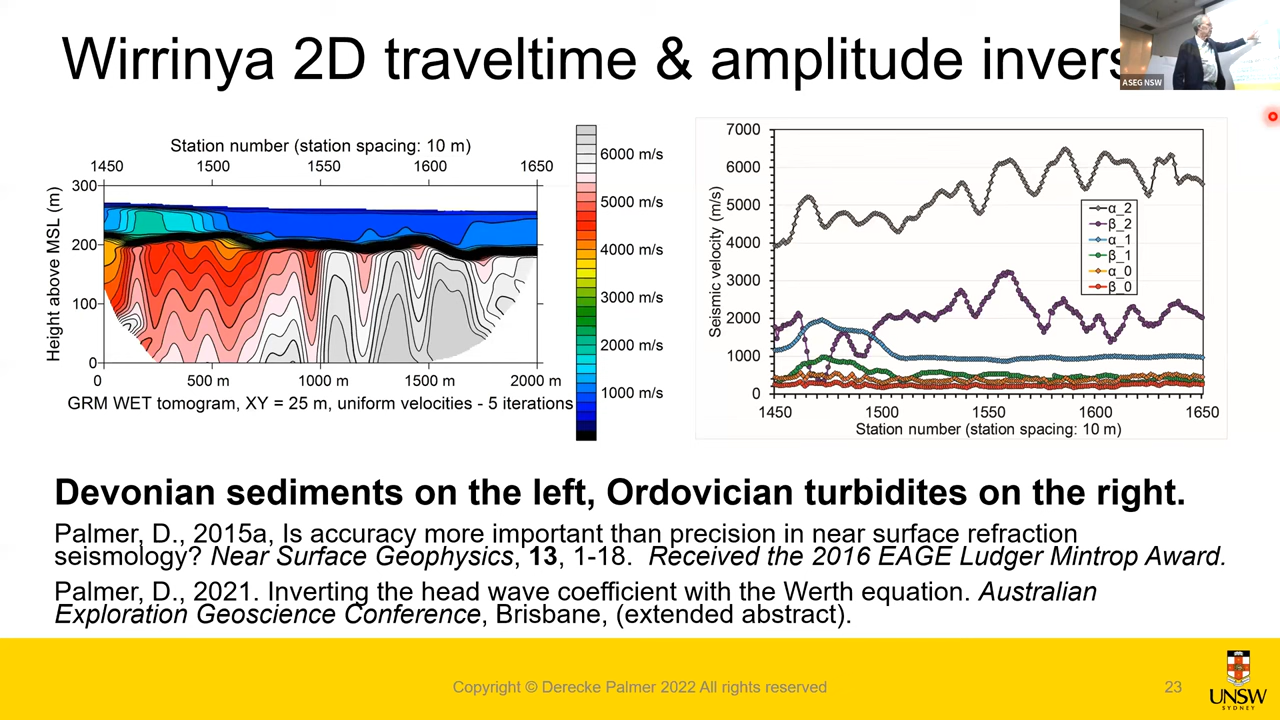 Wirrinya 2D traveltime & amplitude invers
ASEG NSW
Station number (station spacing: 10 m)
1450 1500 1550 1600 1650
Height above MSL (m)
300
200
100
0
0 500 m 1000 m 1500 m 2000 m
GRM WET tomogram, XY = 25 m, uniform velocities - 5 iterations
6000 m/s
5000 m/s
4000 m/s
3000 m/s
2000 m/s
1000 m/s
Seismic velocity (m/s)
7000
6000
5000
4000
3000
2000
1000
0
α_2
β_2
α_1
β_1
α_0
β_0
1450 1500 1550 1600 1650
Station number (station spacing: 10 m)
Devonian sediments on the left, Ordovician turbidites on the right.
Palmer, D., 2015a, Is accuracy more important than precision in near surface refraction
seismology? Near Surface Geophysics, 13, 1-18. Received the 2016 EAGE Ludger Mintrop Award.
Palmer, D., 2021. Inverting the head wave coefficient with the Werth equation. Australian
Exploration Geoscience Conference, Brisbane, (extended abstract).
Copyright © Derecke Palmer 2022 All rights reserved
23
UNSW
SYDNEY